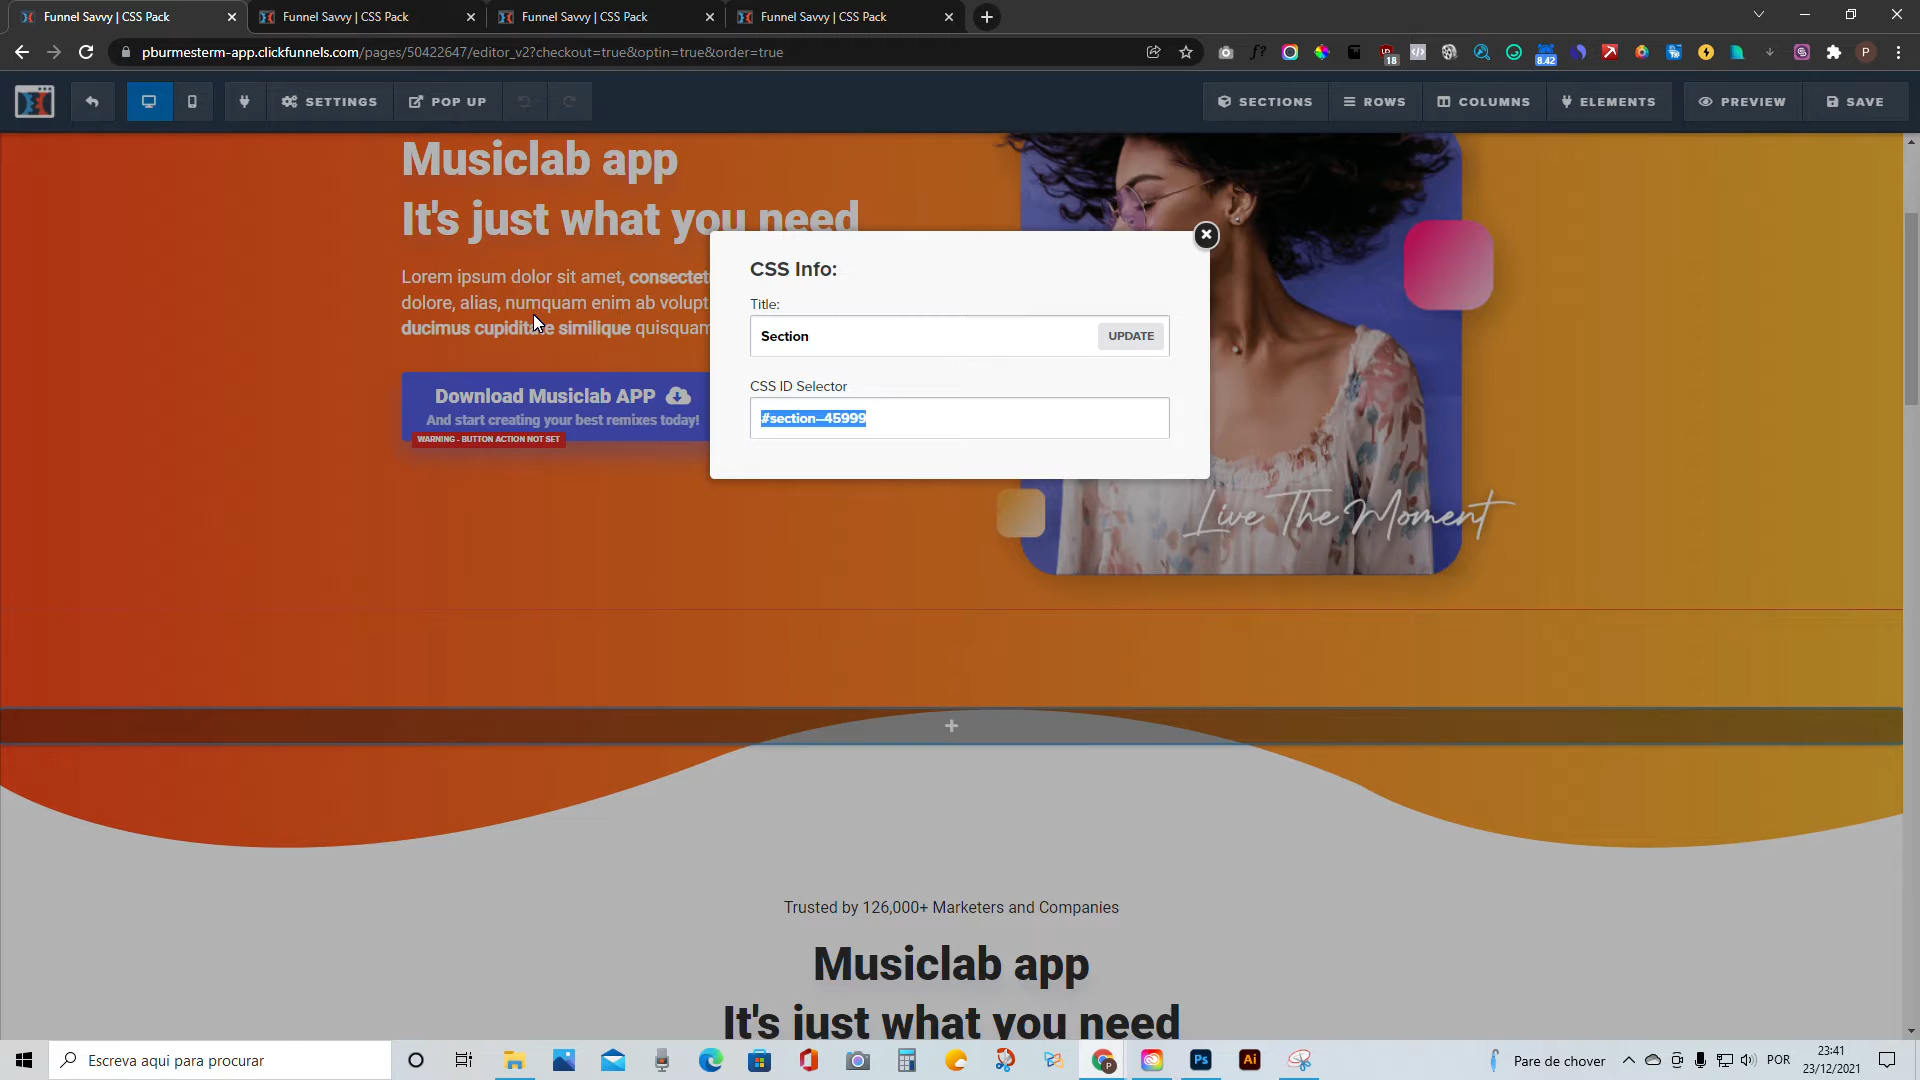 Funnel Savvy | CSS Pack
Funnel Savvy | CSS Pack
Funnel Savvy | CSS Pack
Funnel Savvy | CSS Pack
pburmesterm-app.clickfunnels.com/pages/50422647/editor_v2?checkout=true&optin=true&order=true
18
8.42
P
SETTINGS
POP UP
SECTIONS
ROWS
COLUMNS
ELEMENTS
PREVIEW
SAVE
Musiclab app
It's just what you need
Lorem ipsum dolor sit amet, consectet
dolore, alias, numquam enim ab volupt
ducimus cupiditate similique quisquam
Download Musiclab APP
And start creating your best remixes today!
WARNING - BUTTON ACTION NOT SET
CSS Info:
Title:
Section
UPDATE
CSS ID Selector
#section--45999
Live The Moment
Trusted by 126,000+ Marketers and Companies
Musiclab app
It's just what you need
Escreva aqui para procurar
P
Ps
Ai
Pare de chover
POR
23:41
23/12/2021